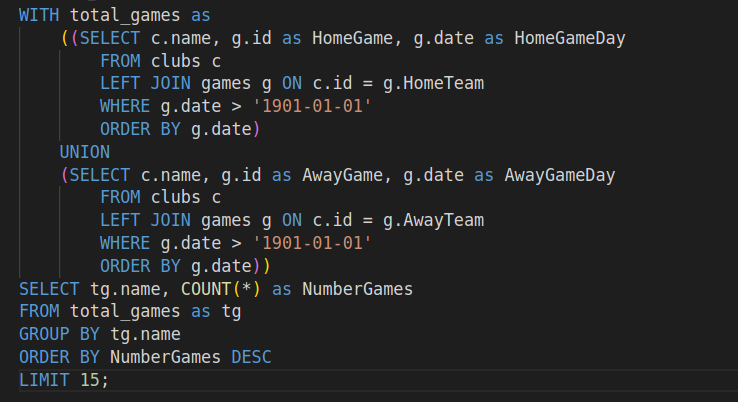 WITH total_games as
((SELECT c.name, g.id as HomeGame, g.date as HomeGameDay
FROM clubs c
LEFT JOIN games g ON c.id = g.HomeTeam
WHERE g.date > '1901-01-01'
ORDER BY g.date)
UNION
(SELECT c.name, g.id as AwayGame, g.date as AwayGameDay
FROM clubs c
LEFT JOIN games g ON c.id = g.AwayTeam
WHERE g.date > '1901-01-01'
ORDER BY g.date))
SELECT tg.name, COUNT(*) as NumberGames
FROM total_games as tg
GROUP BY tg.name
ORDER BY NumberGames DESC
LIMIT 15;